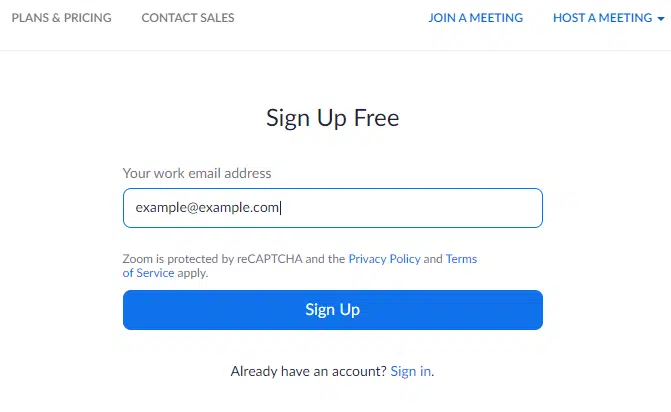 PLANS & PRICING CONTACT SALES JOIN A MEETING HOST A MEETING
Sign Up Free
Your work email address
example@example.com
Zoom is protected by reCAPTCHA and the Privacy Policy and Terms
of Service apply.
Sign Up
Already have an account? Sign in.